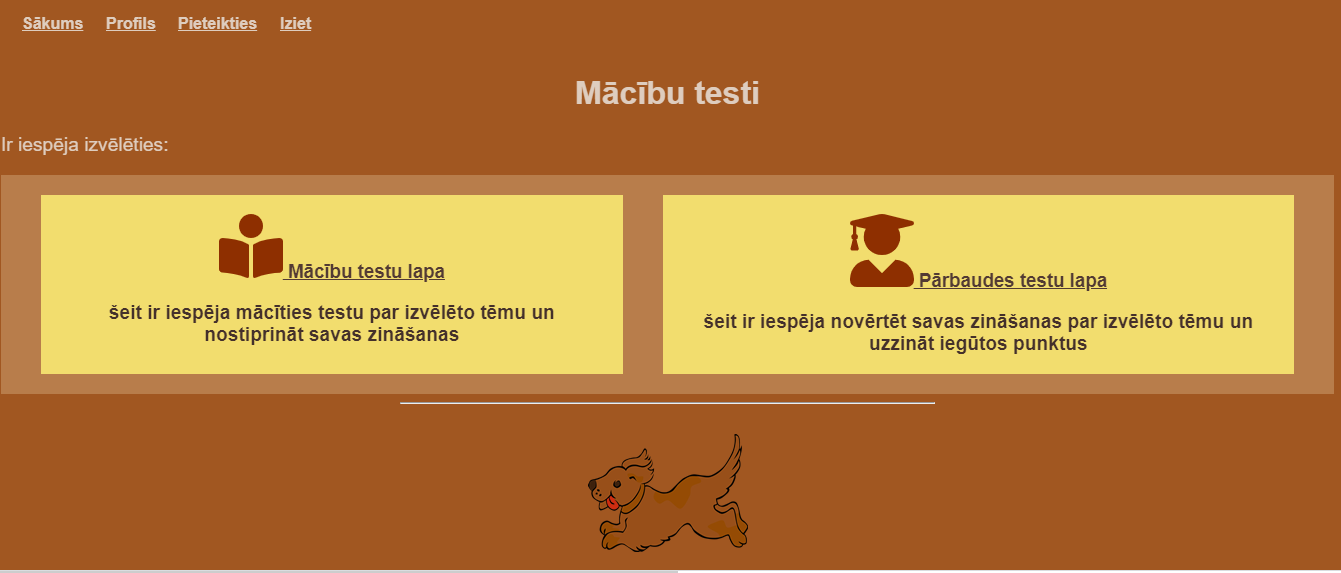 Sākums Profils Pieteikties Iziet
Mācību testi
Ir iespēja izvēlēties:
Mācību testu lapa
šeit ir iespēja mācīties testu par izvēlēto tēmu un
nostiprināt savas zināšanas
Pārbaudes testu lapa
šeit ir iespēja novērtēt savas zināšanas par izvēlēto tēmu un
uzzināt iegūtos punktus